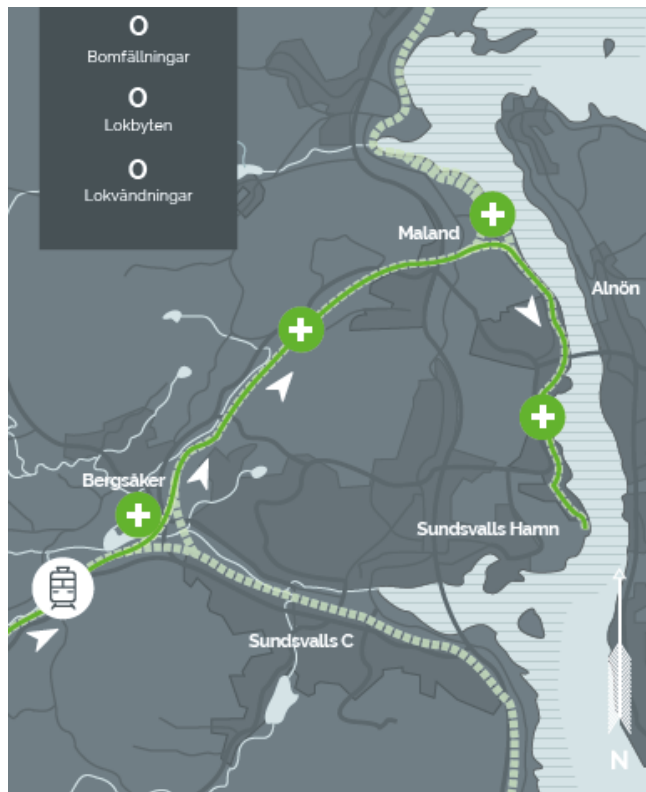 0
Bomfällningar
0
Lokbyten
0
Lokvändningar
Maland
Alnön
Bergsåker
Sundsvalls Hamn
Sundsvalls C
N